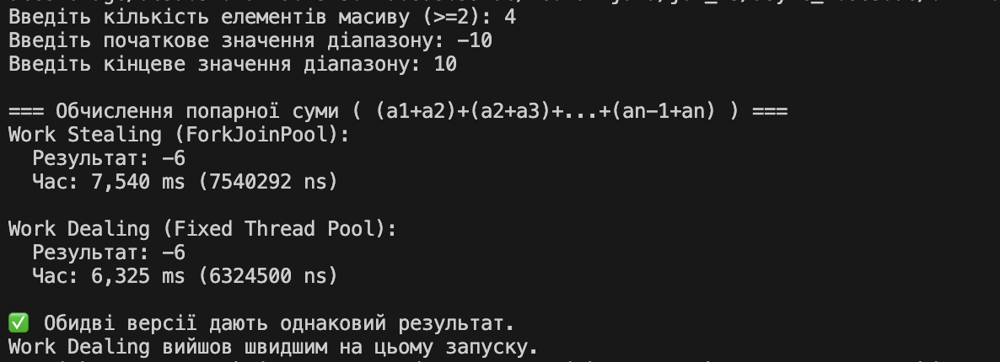 Введіть кількість елементів масиву (>=2): 4
Введіть початкове значення діапазону: -10
Введіть кінцеве значення діапазону: 10
=== Обчислення попарної суми ( (a1+a2)+(a2+a3)+...+(an-1+an) ) ===
Work Stealing (ForkJoinPool):
Результат: -6
Час: 7,540 ms (7540292 ns)
Work Dealing (Fixed Thread Pool):
Результат: -6
Час: 6,325 ms (6324500 ns)
✅ Обидві версії дають однаковий результат.
Work Dealing вийшов швидшим на цьому запуску.